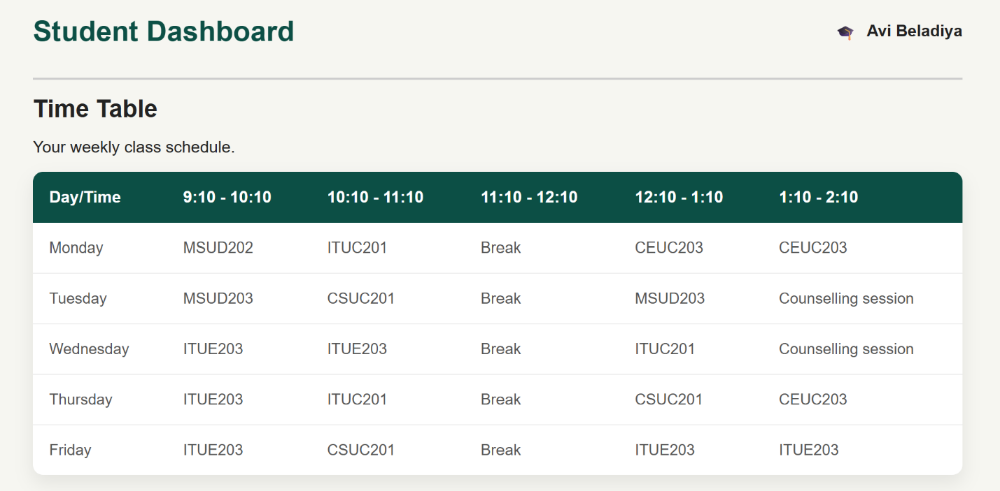 Student Dashboard
Avi Beladiya
Time Table
Your weekly class schedule.
Day/Time 9:10 - 10:10 10:10 - 11:10 11:10 - 12:10 12:10 - 1:10 1:10 - 2:10
Monday MSUD202 ITUC201 Break CEUC203 CEUC203
Tuesday MSUD203 CSUC201 Break MSUD203 Counselling session
Wednesday ITUE203 ITUE203 Break ITUC201 Counselling session
Thursday ITUE203 ITUC201 Break CSUC201 CEUC203
Friday ITUE203 CSUC201 Break ITUE203 ITUE203